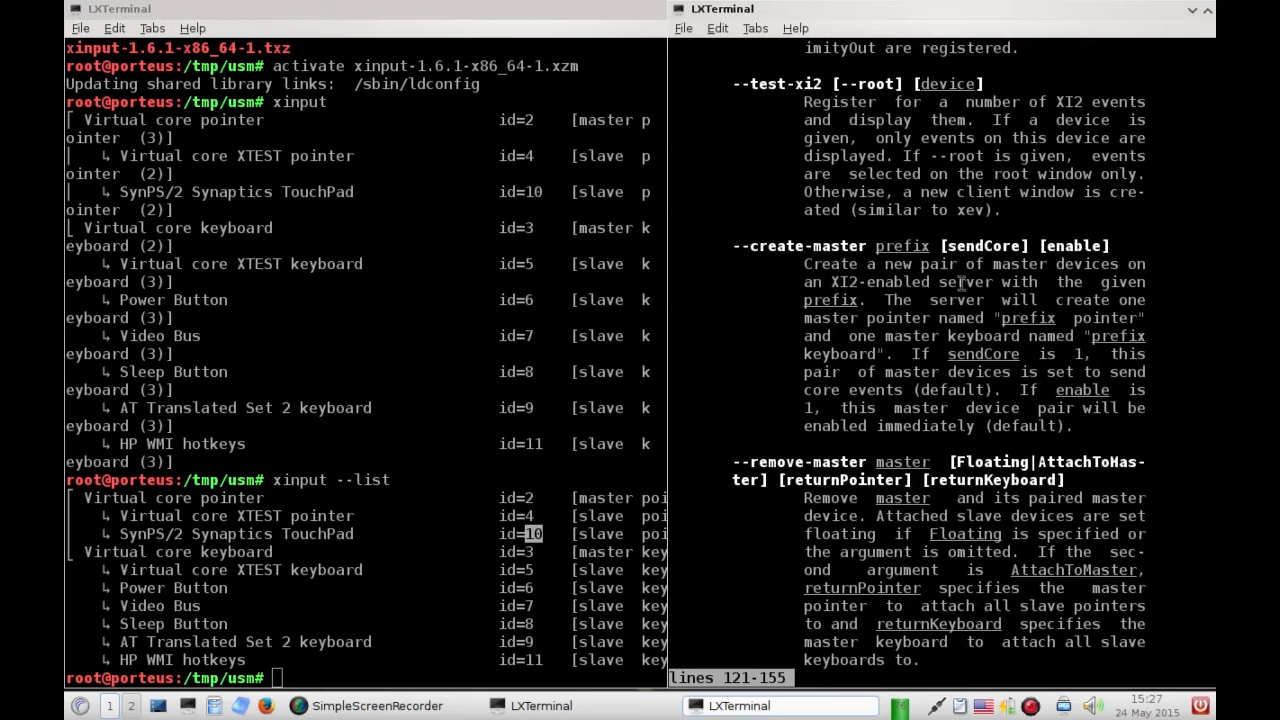 LXTerminal
File Edit Tabs Help
xinput-1.6.1-x86_64-1.txz
root@porteus:/tmp/usm# activate xinput-1.6.1-x86_64-1.xzm
Updating shared library links:  /sbin/ldconfig
root@porteus:/tmp/usm# xinput
⎡ Virtual core pointer id=2 [master p
ointer  (3)]
⎜   ↳ Virtual core XTEST pointer id=4 [slave  p
ointer  (2)]
⎜   ↳ SynPS/2 Synaptics TouchPad id=10 [slave  p
ointer  (2)]
⎣ Virtual core keyboard id=3 [master k
eyboard (2)]
    ↳ Virtual core XTEST keyboard id=5 [slave  k
eyboard (3)]
    ↳ Power Button id=6 [slave  k
eyboard (3)]
    ↳ Video Bus id=7 [slave  k
eyboard (3)]
    ↳ Sleep Button id=8 [slave  k
eyboard (3)]
    ↳ AT Translated Set 2 keyboard id=9 [slave  k
eyboard (3)]
    ↳ HP WMI hotkeys id=11 [slave  k
eyboard (3)]
root@porteus:/tmp/usm# xinput --list
⎡ Virtual core pointer id=2 [master poi
⎜   ↳ Virtual core XTEST pointer id=4 [slave  poi
⎜   ↳ SynPS/2 Synaptics TouchPad id=10 [slave  poi
⎣ Virtual core keyboard id=3 [master key
    ↳ Virtual core XTEST keyboard id=5 [slave  key
    ↳ Power Button id=6 [slave  key
    ↳ Video Bus id=7 [slave  key
    ↳ Sleep Button id=8 [slave  key
    ↳ AT Translated Set 2 keyboard id=9 [slave  key
    ↳ HP WMI hotkeys id=11 [slave  key
root@porteus:/tmp/usm#
LXTerminal
File Edit Tabs Help
imityOut are registered.
--test-xi2 [--root] [device]
Register for a number of XI2 events
and display them. If a device is
given, only events on this device are
displayed. If --root is given, events
are selected on the root window only.
Otherwise, a new client window is cre-
ated (similar to xev).
--create-master prefix [sendCore] [enable]
Create a new pair of master devices on
an XI2-enabled server with the given
prefix. The server will create one
master pointer named "prefix pointer"
and one master keyboard named "prefix
keyboard". If sendCore is 1, this
pair of master devices is set to send
core events (default). If enable is
1, this master device pair will be
enabled immediately (default).
--remove-master master [Floating|AttachToMas-
ter] [returnPointer] [returnKeyboard]
Remove master and its paired master
device. Attached slave devices are set
floating if Floating is specified or
the argument is omitted. If the sec-
ond argument is AttachToMaster,
returnPointer specifies the master
pointer to attach all slave pointers
to and returnKeyboard specifies the
master keyboard to attach all slave
keyboards to.
lines 121-155
1 2 SimpleScreenRecorder LXTerminal LXTerminal 15:27
24 May 2015